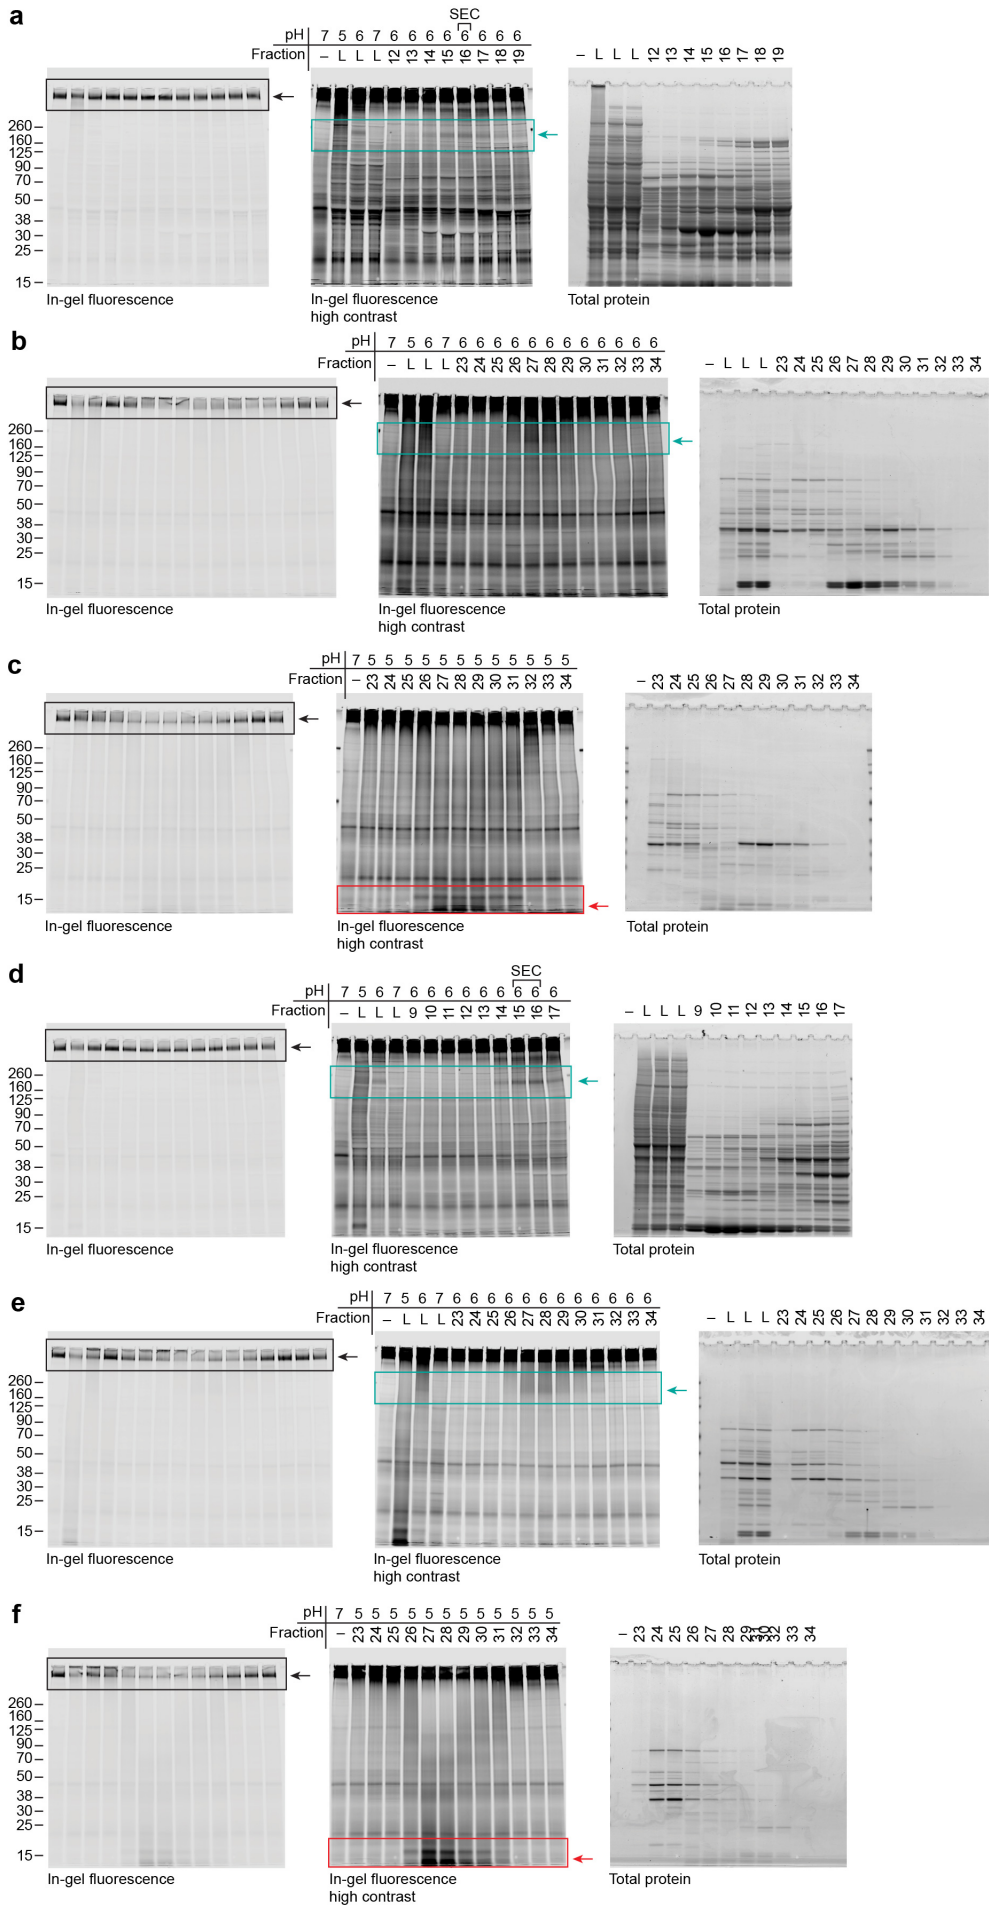 a
SEC
pH 7 5 6 7 6 6 6 6 6 6 6 6
Fraction – L L L 12 13 14 15 16 17 18 19
– L L L 12 13 14 15 16 17 18 19
260
160
125
90
70
50
38
30
25
15
In-gel fluorescence
In-gel fluorescence
high contrast
Total protein
b
pH 7 5 6 7 6 6 6 6 6 6 6 6 6 6 6 6
Fraction – L L L 23 24 25 26 27 28 29 30 31 32 33 34
– L L L 23 24 25 26 27 28 29 30 31 32 33 34
260
160
125
90
70
50
38
30
25
15
In-gel fluorescence
In-gel fluorescence
high contrast
Total protein
c
pH 7 5 5 5 5 5 5 5 5 5 5 5 5
Fraction – 23 24 25 26 27 28 29 30 31 32 33 34
– 23 24 25 26 27 28 29 30 31 32 33 34
260
160
125
90
70
50
38
30
25
15
In-gel fluorescence
In-gel fluorescence
high contrast
Total protein
d
SEC
pH 7 5 6 7 6 6 6 6 6 6 6 6 6
Fraction – L L L 9 10 11 12 13 14 15 16 17
– L L L 9 10 11 12 13 14 15 16 17
260
160
125
90
70
50
38
30
25
15
In-gel fluorescence
In-gel fluorescence
high contrast
Total protein
e
pH 7 5 6 7 6 6 6 6 6 6 6 6 6 6 6 6
Fraction – L L L 23 24 25 26 27 28 29 30 31 32 33 34
– L L L 23 24 25 26 27 28 29 30 31 32 33 34
260
160
125
90
70
50
38
30
25
15
In-gel fluorescence
In-gel fluorescence
high contrast
Total protein
f
pH 7 5 5 5 5 5 5 5 5 5 5 5 5
Fraction – 23 24 25 26 27 28 29 30 31 32 33 34
– 23 24 25 26 27 28 29 31 30 32 33 34
260
160
125
90
70
50
38
30
25
15
In-gel fluorescence
In-gel fluorescence
high contrast
Total protein